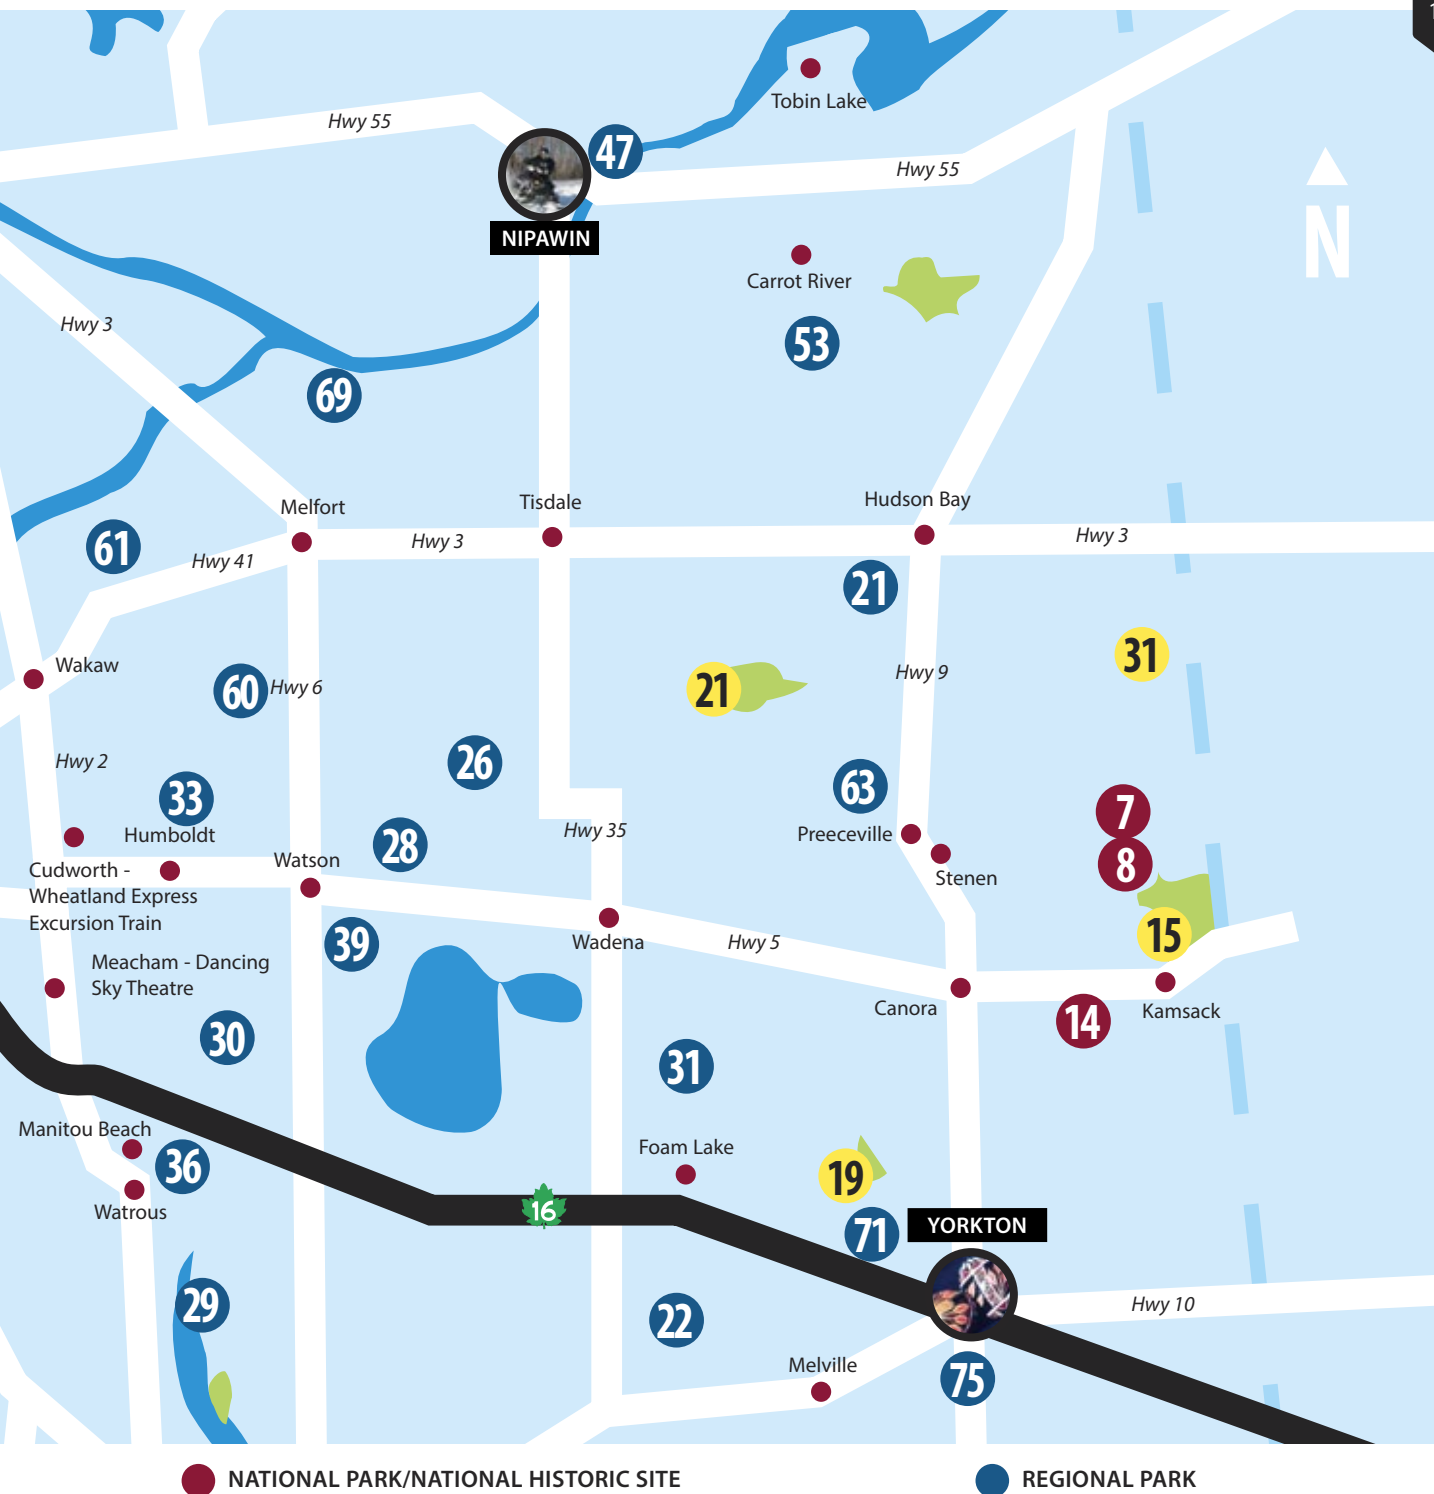 1
Tobin Lake
Hwy 55
47
Hwy 55
NIPAWIN
N
Carrot River
Hwy 3
53
69
Melfort
Tisdale
Hudson Bay
61
Hwy 41
Hwy 3
Hwy 3
21
31
Wakaw
60
Hwy 6
21
Hwy 9
Hwy 2
26
33
63
7
Humboldt
28
Hwy 35
Preeceville
8
Cudworth -
Wheatland Express
Excursion Train
Watson
Stenen
39
Wadena
Hwy 5
15
Meacham - Dancing
Sky Theatre
Canora
14
Kamsack
30
31
Manitou Beach
36
Foam Lake
19
Watrous
16
71
YORKTON
29
22
Hwy 10
Melville
75
NATIONAL PARK/NATIONAL HISTORIC SITE
REGIONAL PARK